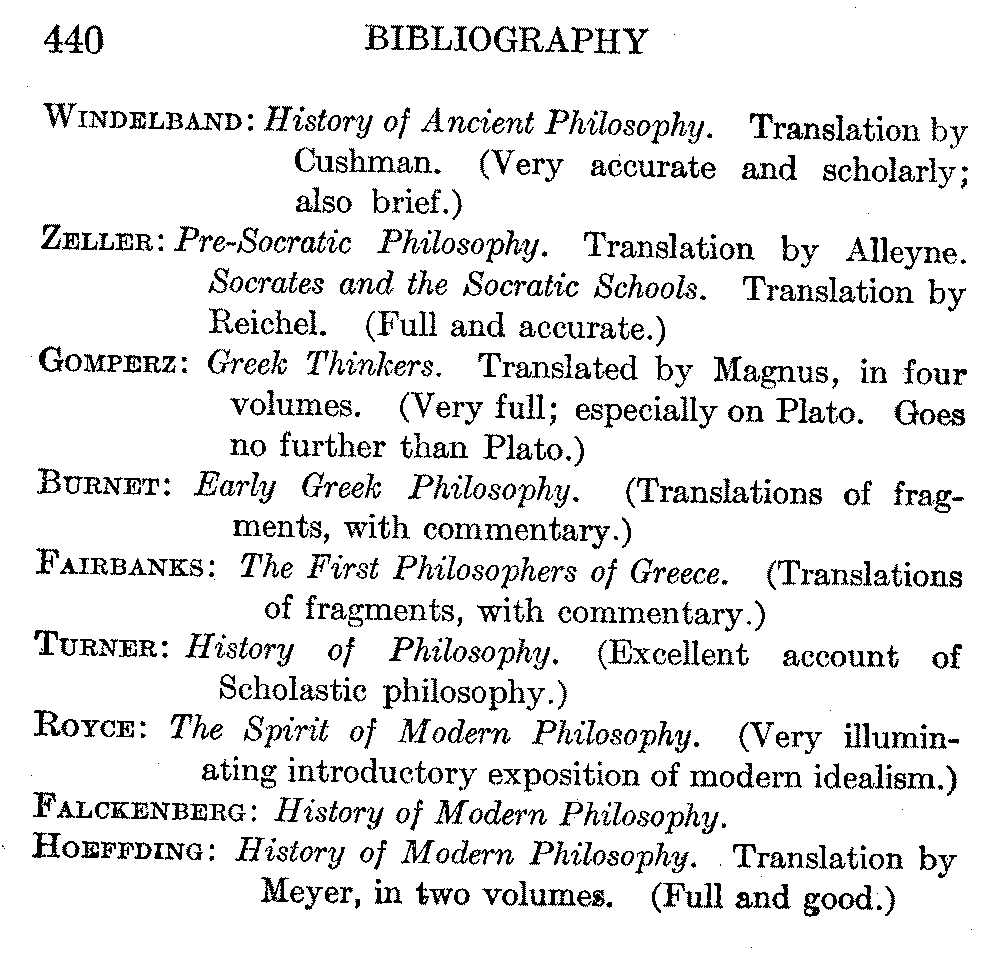 440 BIBLIOGRAPHY
WINDELBAND: History of Ancient Philosophy. Translation by
Cushman. (Very accurate and scholarly;
also brief.)
ZELLER: Pre-Socratic Philosophy. Translation by Alleyne.
Socrates and the Socratic Schools. Translation by
Reichel. (Full and accurate.)
GOMPERZ: Greek Thinkers. Translated by Magnus, in four
volumes. (Very full; especially on Plato. Goes
no further than Plato.)
BURNET: Early Greek Philosophy. (Translations of frag-
ments, with commentary.)
FAIRBANKS: The First Philosophers of Greece. (Translations
of fragments, with commentary.)
TURNER: History of Philosophy. (Excellent account of
Scholastic philosophy.)
ROYCE: The Spirit of Modern Philosophy. (Very illumin-
ating introductory exposition of modern idealism.)
FALCKENBERG: History of Modern Philosophy.
HOEFFDING: History of Modern Philosophy. Translation by
Meyer, in two volumes. (Full and good.)